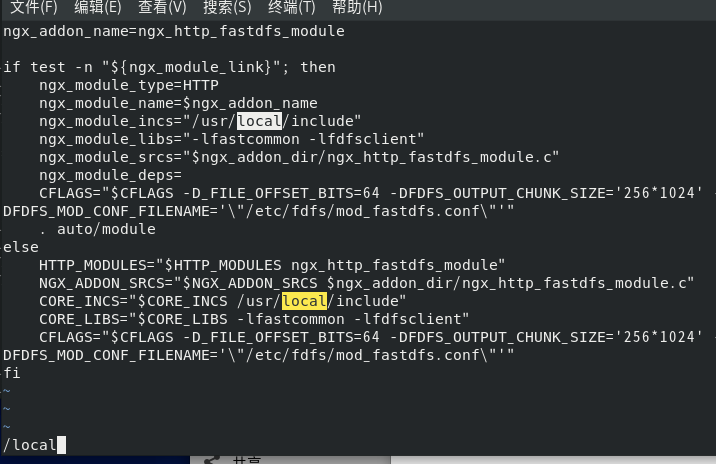 文件(F) 编辑(E) 查看(V) 搜索(S) 终端(T) 帮助(H)
ngx_addon_name=ngx_http_fastdfs_module
if test -n "${ngx_module_link}"; then
    ngx_module_type=HTTP
    ngx_module_name=$ngx_addon_name
    ngx_module_incs="/usr/local/include"
    ngx_module_libs="-lfastcommon -lfdfsclient"
    ngx_module_srcs="$ngx_addon_dir/ngx_http_fastdfs_module.c"
    ngx_module_deps=
    CFLAGS="$CFLAGS -D_FILE_OFFSET_BITS=64 -DFDFS_OUTPUT_CHUNK_SIZE='256*1024' -
DFDFS_MOD_CONF_FILENAME='\"/etc/fdfs/mod_fastdfs.conf\"'"
    . auto/module
else
    HTTP_MODULES="$HTTP_MODULES ngx_http_fastdfs_module"
    NGX_ADDON_SRCS="$NGX_ADDON_SRCS $ngx_addon_dir/ngx_http_fastdfs_module.c"
    CORE_INCS="$CORE_INCS /usr/local/include"
    CORE_LIBS="$CORE_LIBS -lfastcommon -lfdfsclient"
    CFLAGS="$CFLAGS -D_FILE_OFFSET_BITS=64 -DFDFS_OUTPUT_CHUNK_SIZE='256*1024' -
DFDFS_MOD_CONF_FILENAME='\"/etc/fdfs/mod_fastdfs.conf\"'"
fi
~
~
~
/local